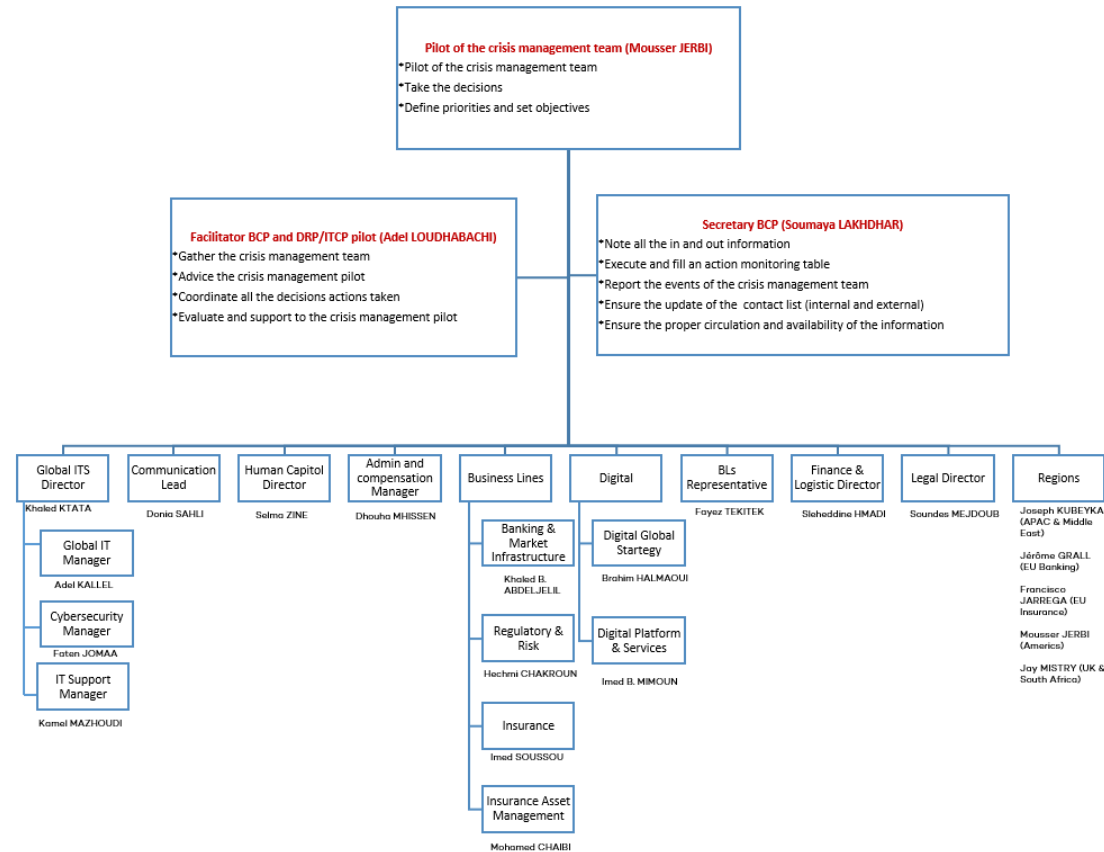 Pilot of the crisis management team (Mousser JERBI)
*Pilot of the crisis management team
*Take the decisions
*Define priorities and set objectives
Facilitator BCP and DRP/ITCP pilot (Adel LOUDHABACHI)
*Gather the crisis management team
*Advice the crisis management pilot
*Coordinate all the decisions actions taken
*Evaluate and support to the crisis management pilot
Secretary BCP (Soumaya LAKHDHAR)
*Note all the in and out information
*Execute and fill an action monitoring table
*Report the events of the crisis management team
*Ensure the update of the contact list (internal and external)
*Ensure the proper circulation and availability of the information
Global ITS
Director
Khaled KTATA
Global IT
Manager
Adel KALLEL
Cybersecurity
Manager
Faten JOMAA
IT Support
Manager
Kamel MAZHOUDI
Communication
Lead
Donia SAHLI
Human Capitol
Director
Selma ZINE
Admin and
compensation
Manager
Dhouha MHISSEN
Business Lines
Banking &
Market
Infrastructure
Khaled B.
ABDELJELIL
Regulatory &
Risk
Hechmi CHAKROUN
Insurance
Imed SOUSSOU
Insurance Asset
Management
Mohamed CHAIBI
Digital
Digital Global
Startegy
Brahim HALMAOUI
Digital Platform
& Services
Imed B. MIMOUN
BLs
Representative
Fayez TEKITEK
Finance &
Logistic Director
Sleheddine HMADI
Legal Director
Soundes MEJDOUB
Regions
Joseph KUBEYKA
(APAC & Middle
East)
Jérôme GRALL
(EU Banking)
Francisco
JARREGA (EU
Insurance)
Mousser JERBI
(Americs)
Jay MISTRY (UK &
South Africa)